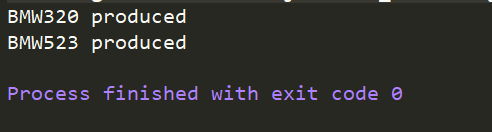 BMW320 produced
BMW523 produced
Process finished with exit code 0